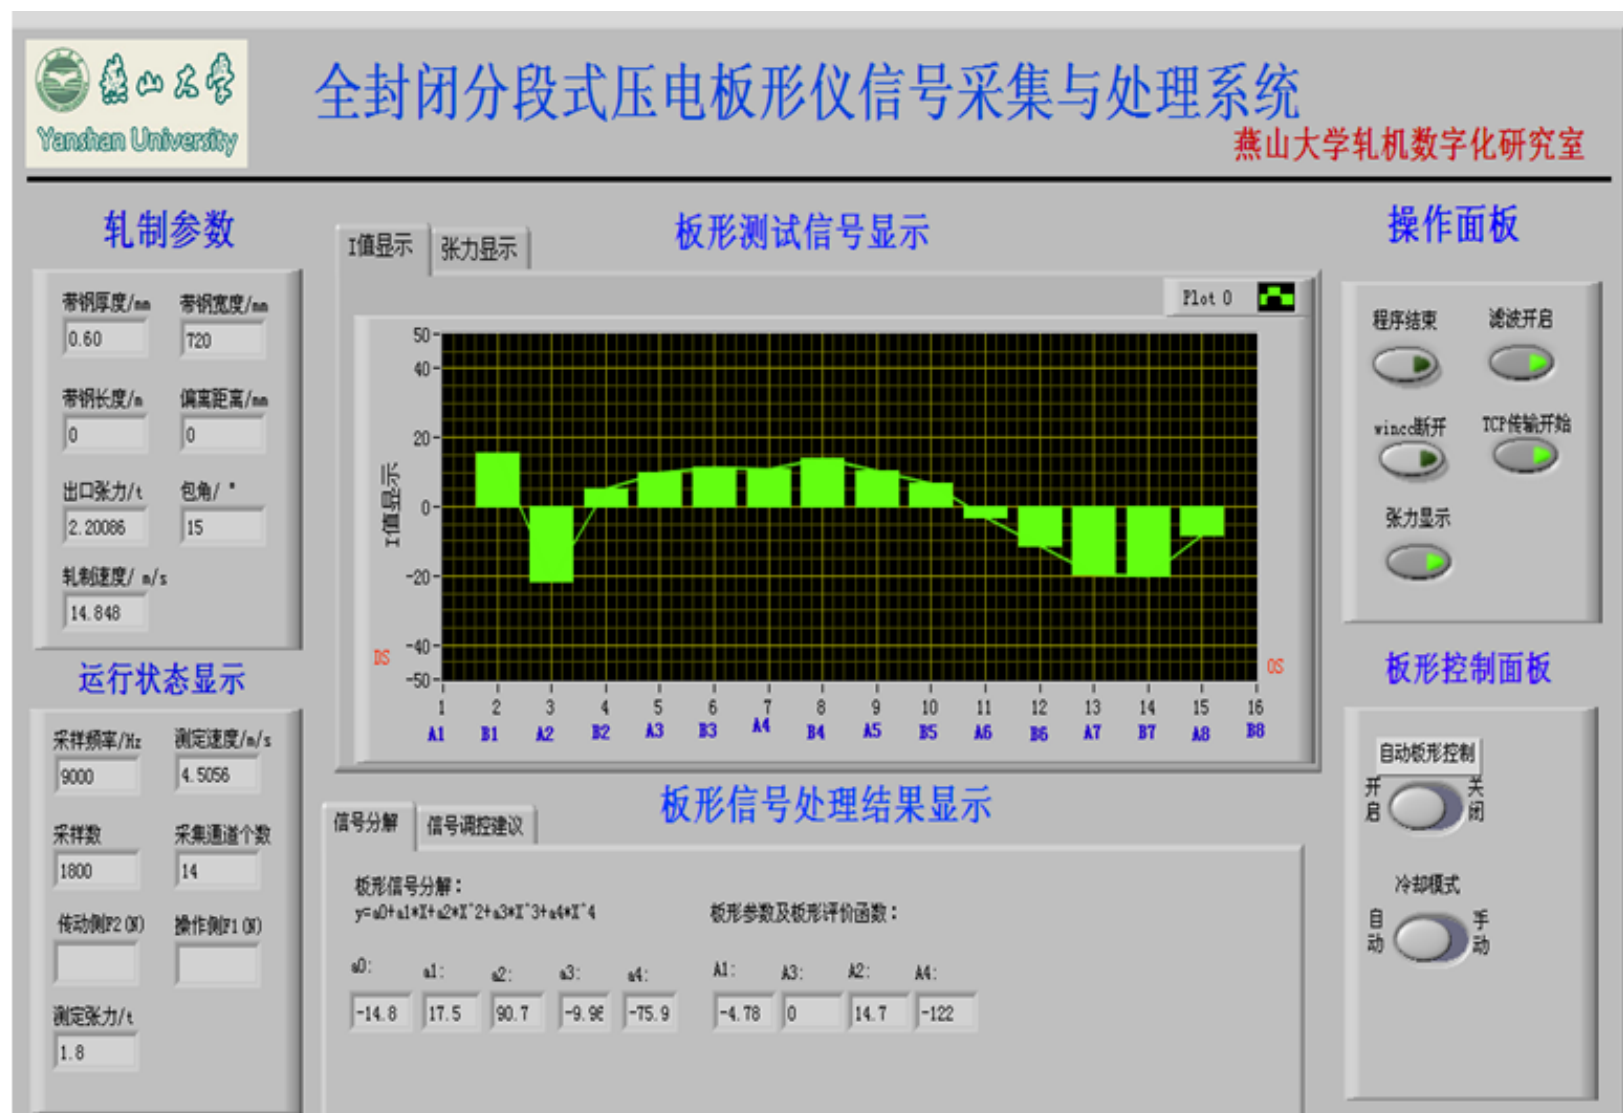 燕山大学
Yanshan University
全封闭分段式压电板形仪信号采集与处理系统
燕山大学轧机数字化研究室
轧制参数
带钢厚度/mm 带钢宽度/mm
0.60 720
带钢长度/m 偏离距离/mm
0 0
出口张力/t 包角/ °
2.20086 15
轧制速度/ m/s
14.848
运行状态显示
采样频率/Hz 测定速度/m/s
9000 4.5056
采样数 采集通道个数
1800 14
传动侧F2(N) 操作侧F1(N)
测定张力/t
1.8
板形测试信号显示
I值显示 张力显示
Plot 0
I值显示
50
40
20
0
-20
-40
-50
DS
OS
1 2 3 4 5 6 7 8 9 10 11 12 13 14 15 16
A1 B1 A2 B2 A3 B3 A4 B4 A5 B5 A6 B6 A7 B7 A8 B8
板形信号处理结果显示
信号分解 信号调控建议
板形信号分解：
y=a0+a1*X+a2*X^2+a3*X^3+a4*X^4
板形参数及板形评价函数：
a0: a1: a2: a3: a4: A1: A3: A2: A4:
-14.8 17.5 90.7 -9.96 -75.9 -4.78 0 14.7 -122
操作面板
程序结束 滤波开启
wincc断开 TCP传输开始
张力显示
板形控制面板
自动板形控制
开启 关闭
冷却模式
自动 手动